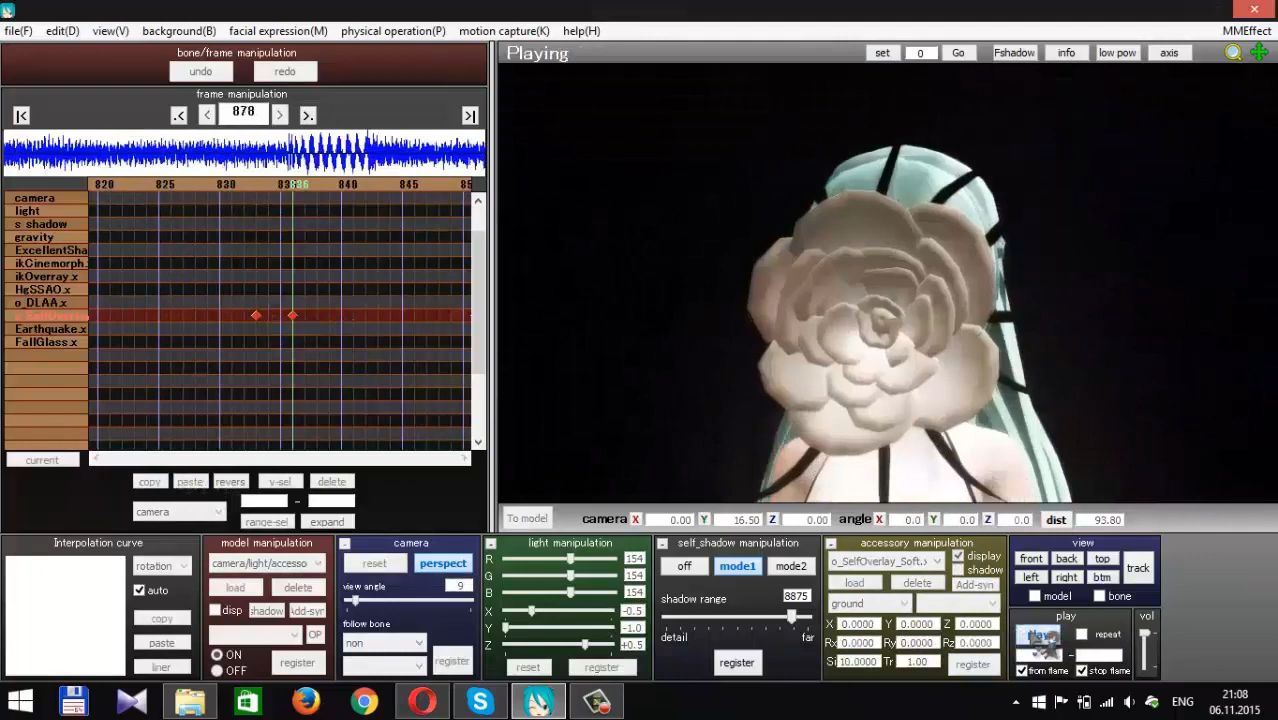 file(F) edit(D) view(V) background(B) facial expression(M) physical operation(P) motion capture(K) help(H) MMEffect
bone/frame manipulation
undo redo
frame manipulation
|< .< < 878 > >. >|
Playing set 0 Go Fshadow info low pow axis
820 825 830 836 840 845 85
camera
light
s shadow
gravity
ExcellentSha
ikCinemorph
ikOverray.x
HgSSAO.x
o_DLAA.x
Earthquake.x
FallGlass.x
current
copy paste revers v-sel delete
camera -
range-sel expand
To model camera X 0.00 Y 16.50 Z 0.00 angle X 0.0 Y 0.0 Z 0.0 dist 93.80
Interpolation curve
rotation
auto
copy
paste
liner
model manipulation
camera/light/accesso
load delete
disp shadow
OP
ON
OFF
register
camera
reset perspect
view angle 9
follow bone
non
register
light manipulation
R 154
G 154
B 154
X -0.5
Y -1.0
Z +0.5
reset register
self_shadow manipulation
off mode1 mode2
shadow range 8875
detail far
register
accessory manipulation
o_SelfOverlay_Soft.x display
shadow
load delete Add-syn
ground
X 0.0000 Y 0.0000 Z 0.0000
Rx 0.0000 Ry 0.0000 Rz 0.0000
Si 10.0000 Tr 1.00 register
view
front back top
left right btm
track
model bone
play
repeat
-
from flame stop flame
vol
ENG
21:08
06.11.2015